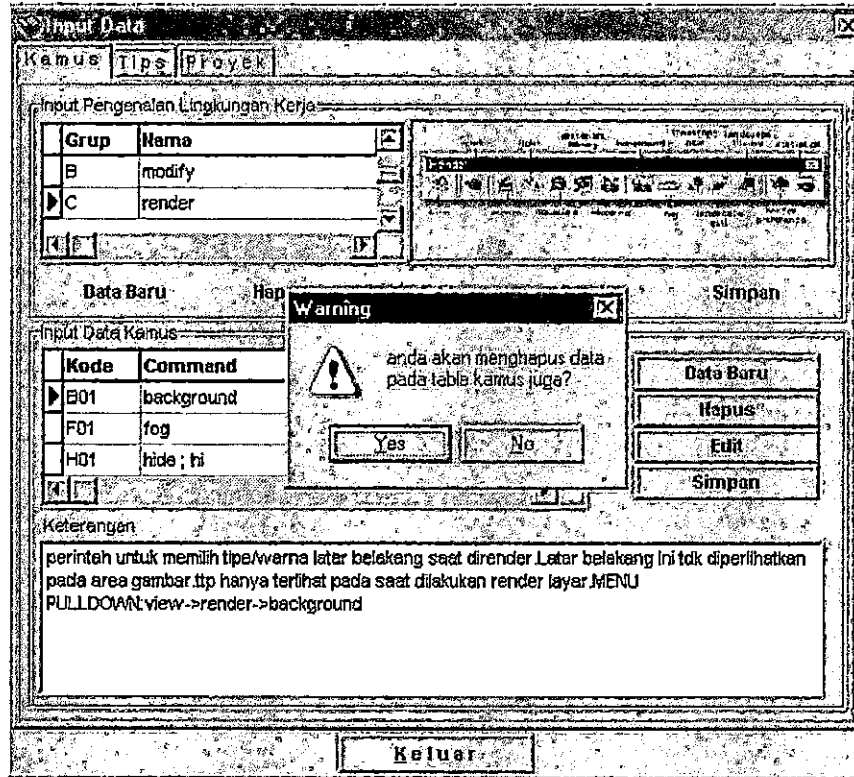 Input Data
Kamus Tips Proyek
Input Pengenalan Lingkungan Kerja
Grup Nama
B modify
C render
Data Baru Hap Simpan
Warning
anda akan menghapus data
pada table kamus juga?
Yes No
Input Data Kamus
Kode Command
B01 background
F01 fog
H01 hide ; hi
Data Baru
Hapus
Edit
Simpan
Keterangan
perintah untuk memilih tipe/warna latar belakang saat dirender.Latar belakang ini tdk diperlihatkan
pada area gambar.ttp hanya terlihat pada saat dilakukan render layar.MENU
PULLDOWN:view->render->background
Keluar